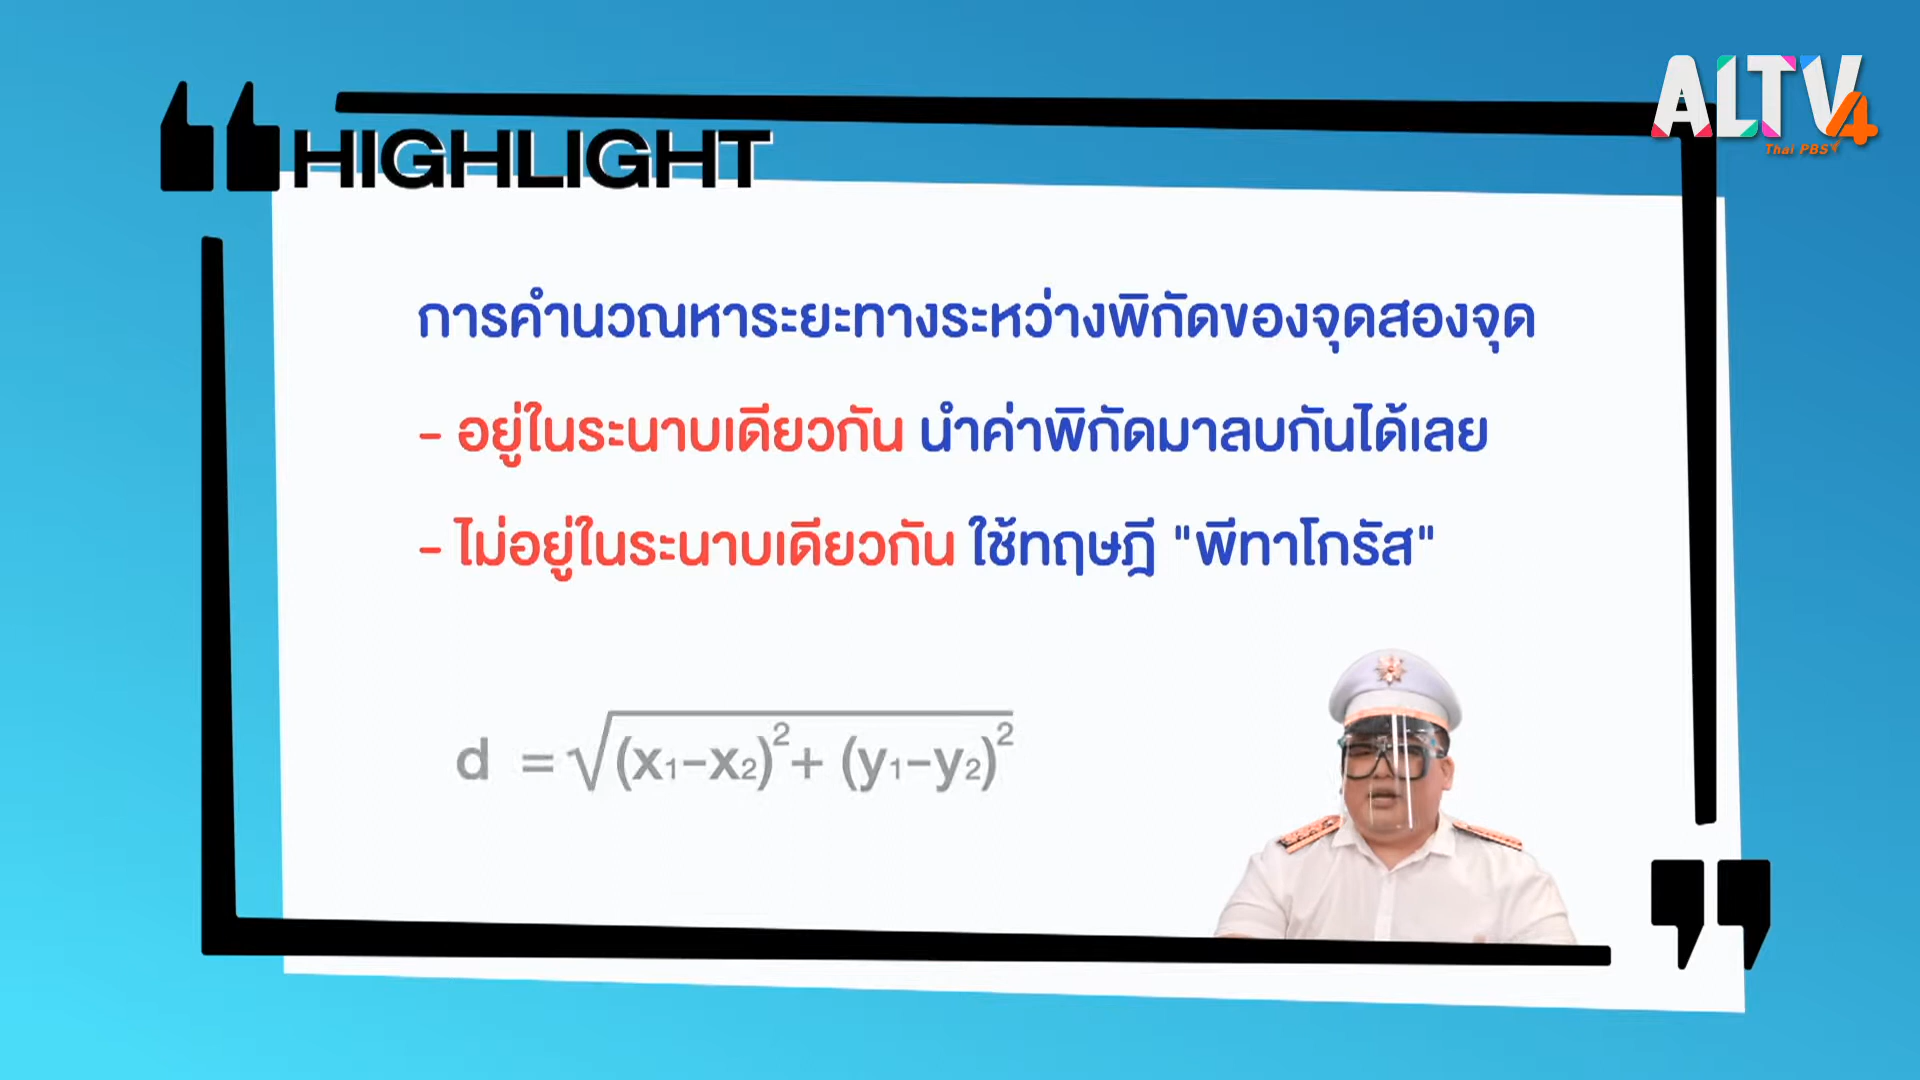 ALTV4
Thai PBS
HIGHLIGHT
การคำนวณหาระยะทางระหว่างพิกัดของจุดสองจุด
- อยู่ในระนาบเดียวกัน นำค่าพิกัดมาลบกันได้เลย
- ไม่อยู่ในระนาบเดียวกัน ใช้ทฤษฎี "พีทาโกรัส"
d = √(x₁-x₂)² + (y₁-y₂)²